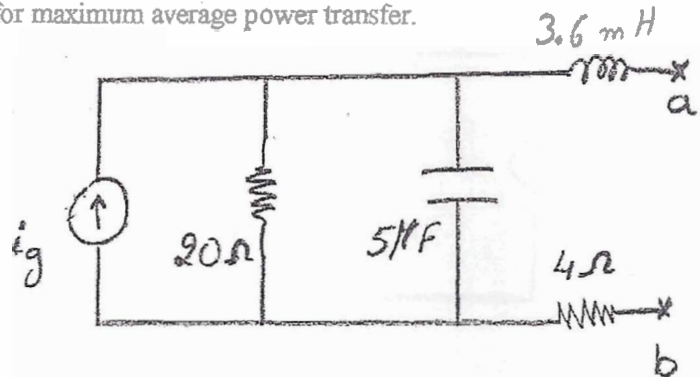 for maximum average power transfer.
3.6 mH
a
ig
20Ω
5μF
4Ω
b